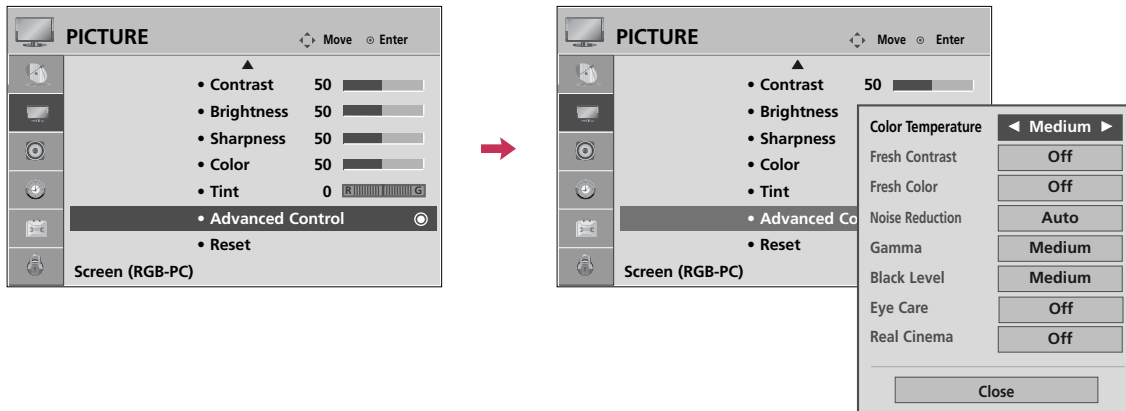 PICTURE
Move Enter
• Contrast 50
• Brightness 50
• Sharpness 50
• Color 50
• Tint 0 R G
• Advanced Control
• Reset
Screen (RGB-PC)
PICTURE
Move Enter
• Contrast 50
• Brightness
• Sharpness
• Color
• Tint
• Advanced Co
• Reset
Screen (RGB-PC)
Color Temperature ◀ Medium ▶
Fresh Contrast Off
Fresh Color Off
Noise Reduction Auto
Gamma Medium
Black Level Medium
Eye Care Off
Real Cinema Off
Close